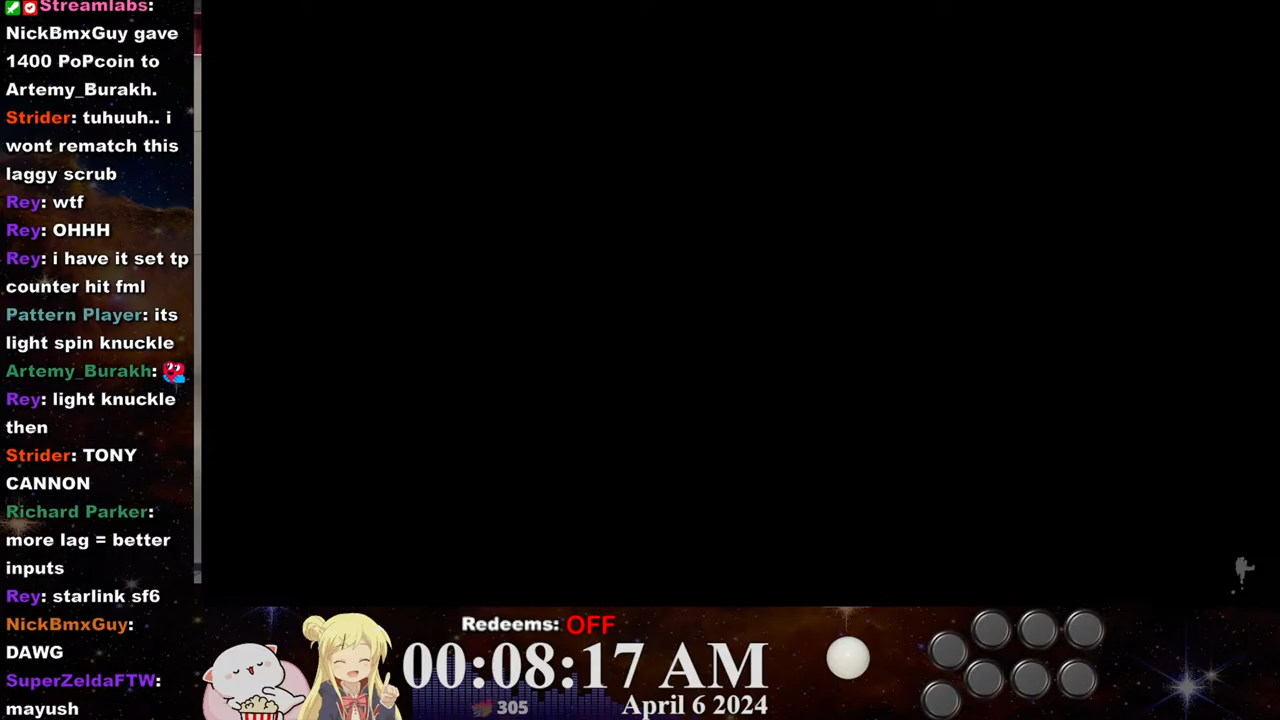 Streamlabs:
NickBmxGuy gave
1400 PoPcoin to
Artemy_Burakh.
Strider: tuhuuh.. i
wont rematch this
laggy scrub
Rey: wtf
Rey: OHHH
Rey: i have it set tp
counter hit fml
Pattern Player: its
light spin knuckle
Artemy_Burakh:
Rey: light knuckle
then
Strider: TONY
CANNON
Richard Parker:
more lag = better
inputs
Rey: starlink sf6
NickBmxGuy:
DAWG
SuperZeldaFTW:
mayush
Redeems: OFF
00:08:17 AM
305
April 6 2024